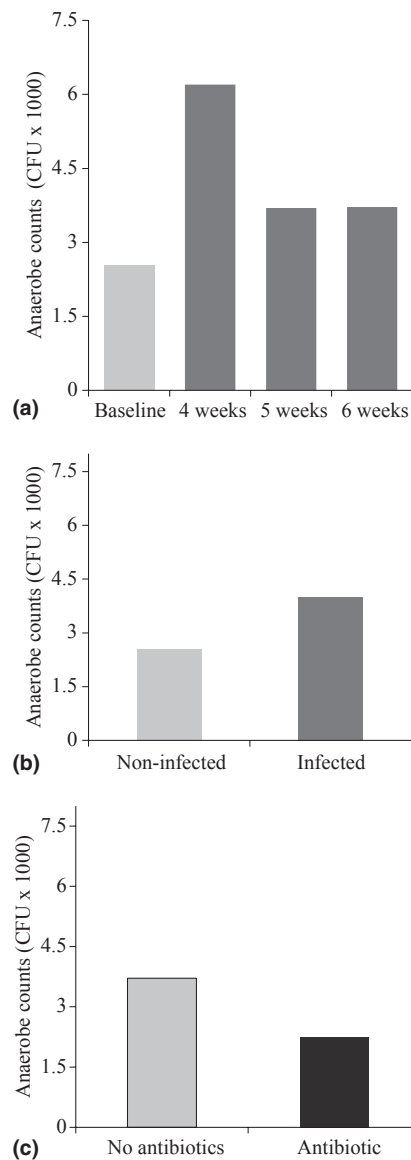 7.5
6
4.5
3
1.5
0
Anaerobe counts (CFU x 1000)
Baseline 4 weeks 5 weeks 6 weeks
(a)
7.5
6
4.5
3
1.5
0
Anaerobe counts (CFU x 1000)
Non-infected Infected
(b)
7.5
6
4.5
3
1.5
0
Anaerobe counts (CFU x 1000)
No antibiotics Antibiotic
(c)